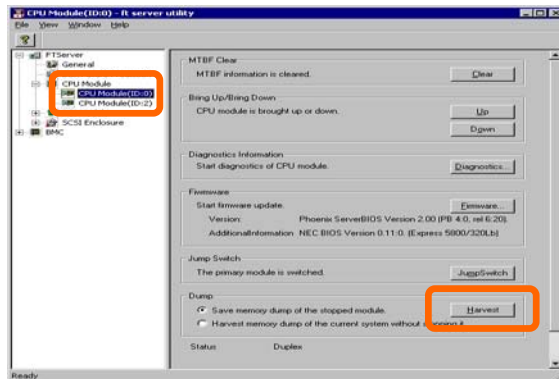 CPU Module(ID:0) - ft server utility
File View Window Help
FTServer
General
CPU Module
CPU Module(ID:0)
CPU Module(ID:2)
SCSI Enclosure
BMC
MTBF Clear
MTBF information is cleared.
Clear
Bring Up/Bring Down
CPU module is brought up or down.
Up
Down
Diagnostics Information
Start diagnostics of CPU module.
Diagnostics...
Firmware
Start firmware update.
Firmware...
Version: Phoenix ServerBIOS Version 2.00 (PB 4.0, rel 6.20).
AdditionalInformation NEC BIOS Version 0.11.0. (Express 5800/320Lb)
Jump Switch
The primary module is switched.
JumpSwitch
Dump
Save memory dump of the stopped module.
Harvest
Harvest memory dump of the current system without stopping it.
Status Duplex
Ready